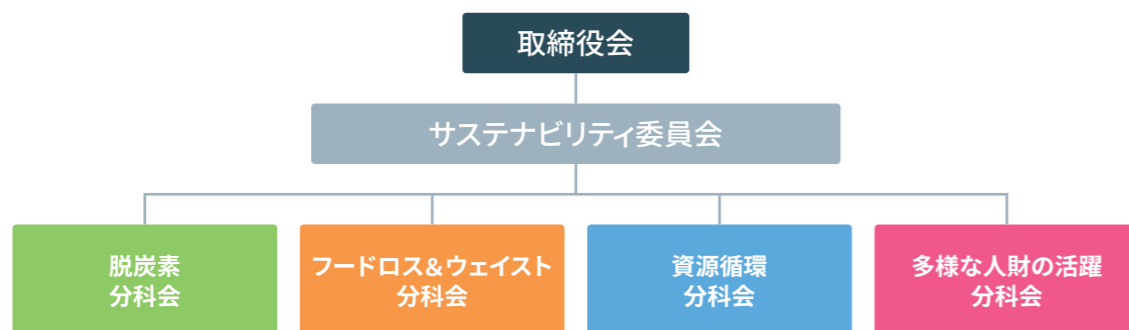 取締役会
サステナビリティ委員会
脱炭素
分科会
フードロス&ウェイスト
分科会
資源循環
分科会
多様な人財の活躍
分科会